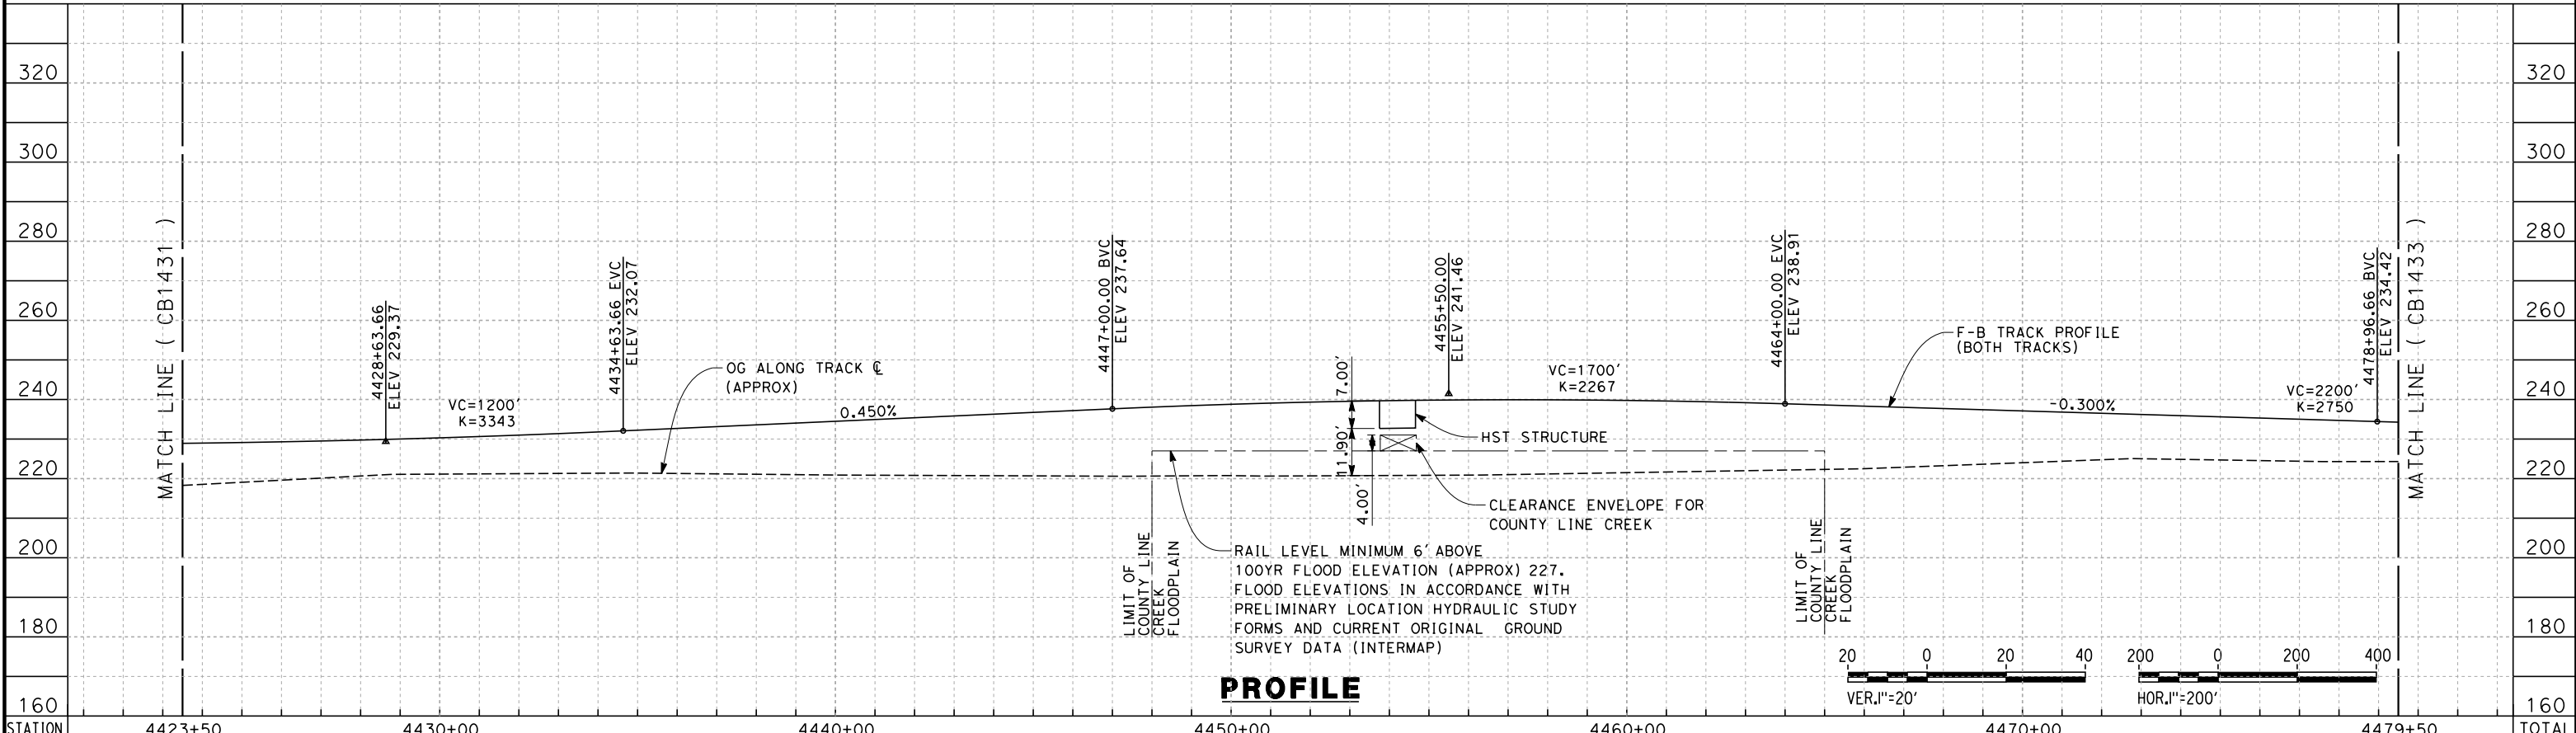 320
300
280
260
240
220
200
180
160
STATION
MATCH LINE ( CB1431 )
4428+63.66
ELEV 229.37
VC=1200'
K=3343
4434+63.66 EVC
ELEV 232.07
OG ALONG TRACK ℄
(APPROX)
0.450%
4447+00.00 BVC
ELEV 237.64
7.00'
11.90'
4.00'
4455+50.00
ELEV 241.46
VC=1700'
K=2267
HST STRUCTURE
CLEARANCE ENVELOPE FOR
COUNTY LINE CREEK
4464+00.00 EVC
ELEV 238.91
F-B TRACK PROFILE
(BOTH TRACKS)
-0.300%
VC=2200'
K=2750
4478+96.66 BVC
ELEV 234.42
MATCH LINE ( CB1433 )
LIMIT OF
COUNTY LINE
CREEK
FLOODPLAIN
RAIL LEVEL MINIMUM 6' ABOVE
100YR FLOOD ELEVATION (APPROX) 227.
FLOOD ELEVATIONS IN ACCORDANCE WITH
PRELIMINARY LOCATION HYDRAULIC STUDY
FORMS AND CURRENT ORIGINAL GROUND
SURVEY DATA (INTERMAP)
LIMIT OF
COUNTY LINE
CREEK
FLOODPLAIN
PROFILE
20 0 20 40
VER.1"=20'
200 0 200 400
HOR.1"=200'
320
300
280
260
240
220
200
180
160
4423+50 4430+00 4440+00 4450+00 4460+00 4470+00 4479+50
TOTAL